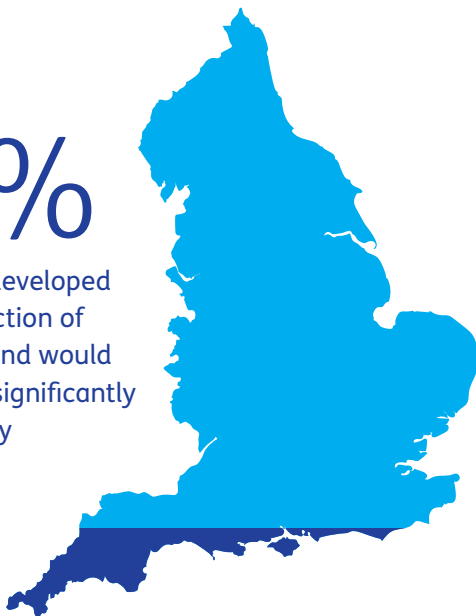 %
eveloped
ction of
nd would
significantly
y